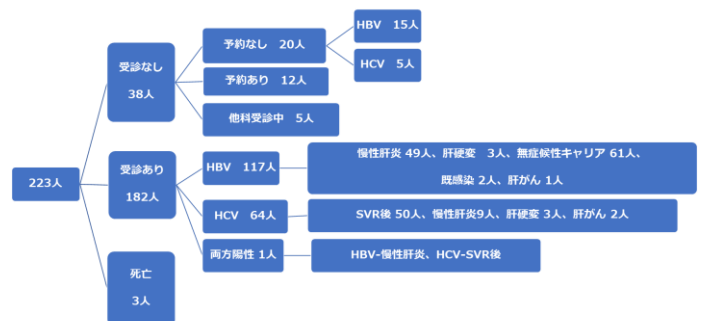 223人
受診なし
38人
予約なし 20人
HBV 15人
HCV 5人
予約あり 12人
他科受診中 5人
受診あり
182人
HBV 117人
慢性肝炎 49人、肝硬変 3人、無症候性キャリア 61人、
既感染 2人、肝がん 1人
HCV 64人
SVR後 50人、慢性肝炎9人、肝硬変 3人、肝がん 2人
両方陽性 1人
HBV-慢性肝炎、HCV-SVR後
死亡
3人